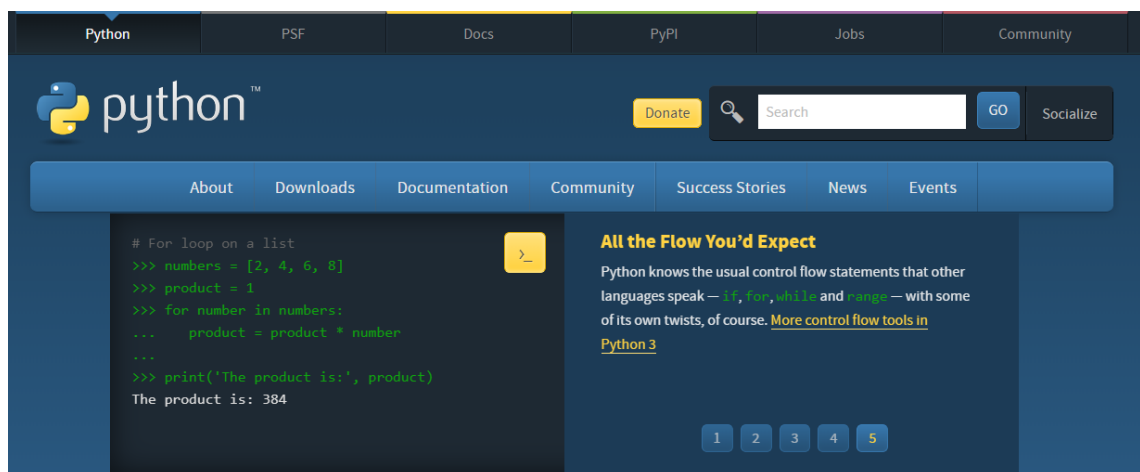 Python PSF Docs PyPI Jobs Community
python™
Donate Search GO Socialize
About Downloads Documentation Community Success Stories News Events
# For loop on a list
>>> numbers = [2, 4, 6, 8]
>>> product = 1
>>> for number in numbers:
...    product = product * number
...
>>> print('The product is:', product)
The product is: 384
>_
All the Flow You’d Expect
Python knows the usual control flow statements that other
languages speak — if, for, while and range — with some
of its own twists, of course. More control flow tools in
Python 3
1 2 3 4 5